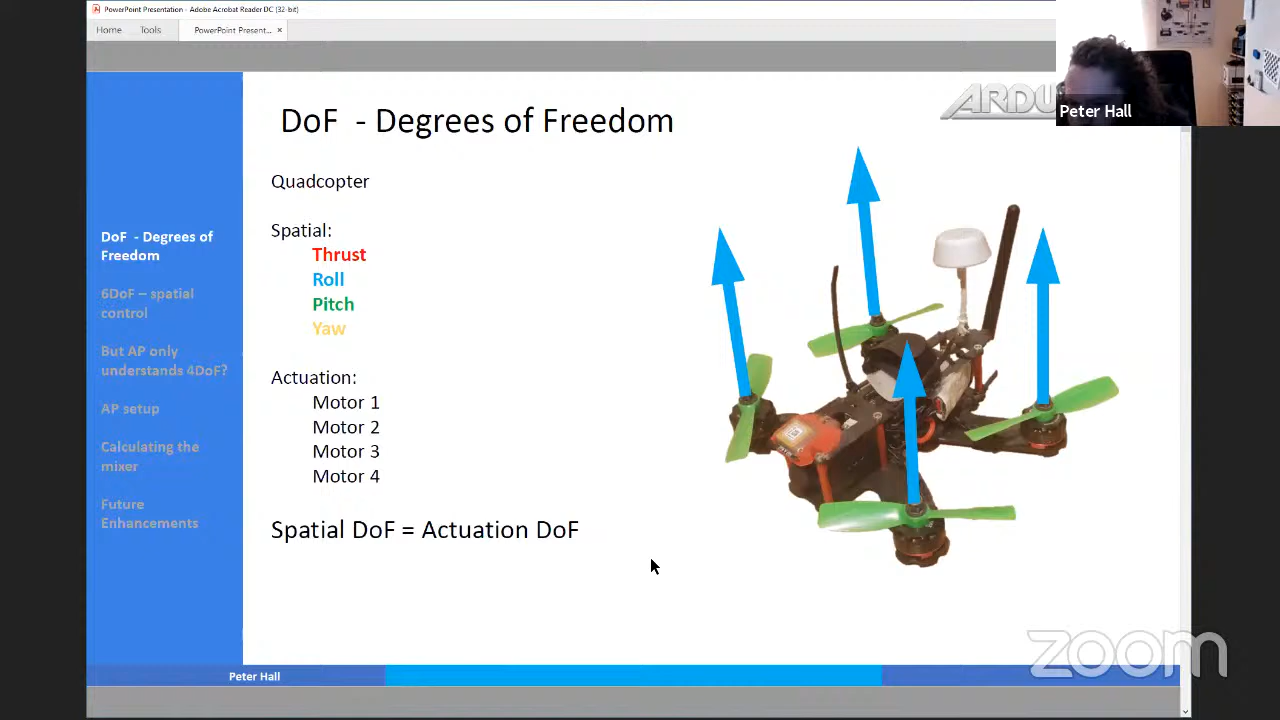 PowerPoint Presentation - Adobe Acrobat Reader DC (32-bit)
Home Tools PowerPoint Present... ×
Peter Hall
DoF - Degrees of Freedom
Quadcopter
Spatial:
Thrust
Roll
Pitch
Yaw
Actuation:
Motor 1
Motor 2
Motor 3
Motor 4
Spatial DoF = Actuation DoF
DoF - Degrees of
Freedom
6DoF – spatial
control
But AP only
understands 4DoF?
AP setup
Calculating the
mixer
Future
Enhancements
Peter Hall
ARDU
zoom